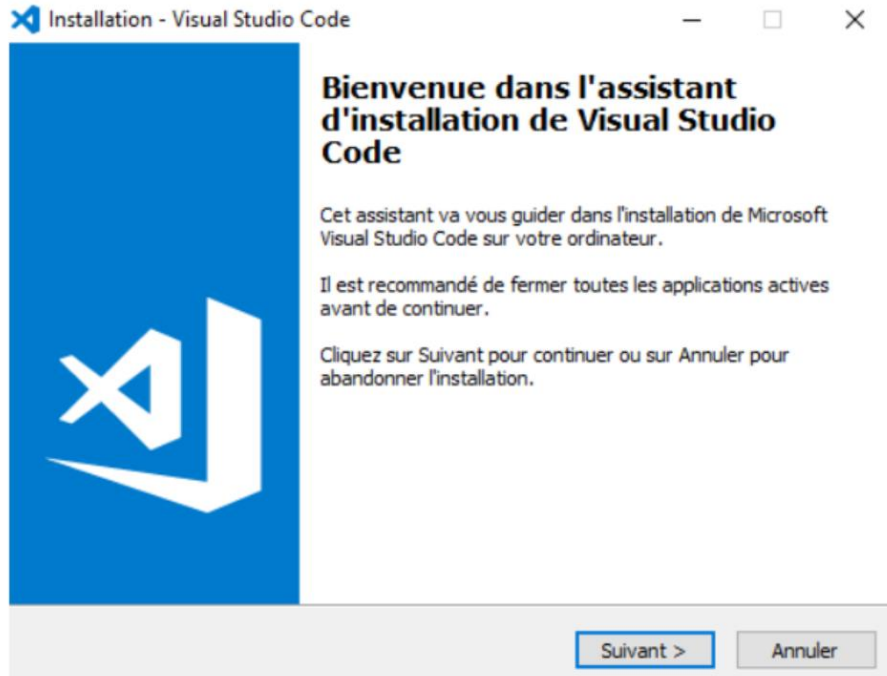 Installation - Visual Studio Code
Bienvenue dans l'assistant
d'installation de Visual Studio
Code
Cet assistant va vous guider dans l'installation de Microsoft
Visual Studio Code sur votre ordinateur.
Il est recommandé de fermer toutes les applications actives
avant de continuer.
Cliquez sur Suivant pour continuer ou sur Annuler pour
abandonner l'installation.
Suivant > Annuler